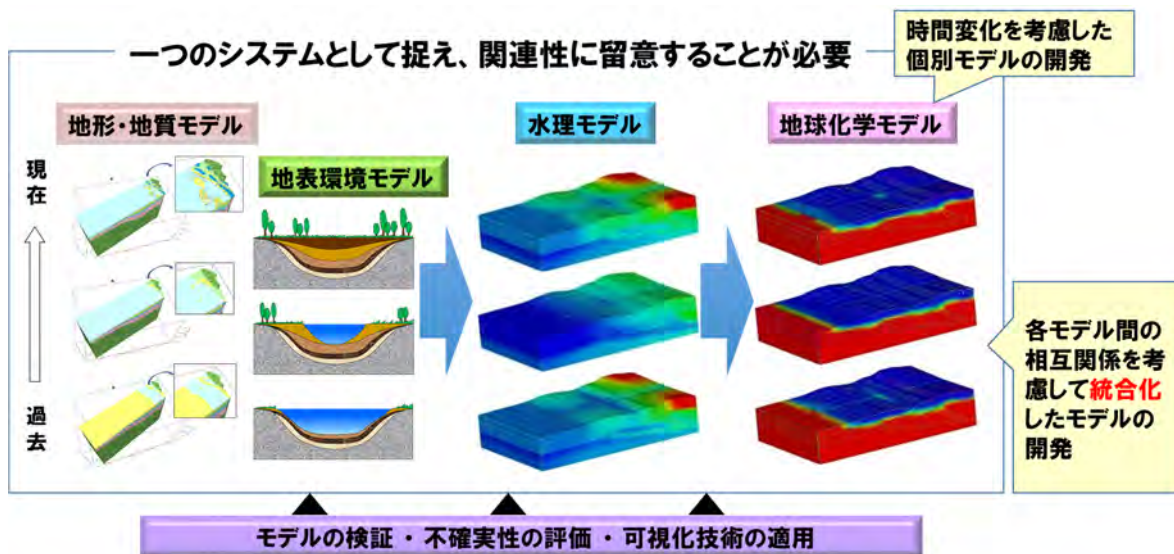 一つのシステムとして捉え、関連性に留意することが必要
時間変化を考慮した
個別モデルの開発
地形・地質モデル
地表環境モデル
水理モデル
地球化学モデル
現在
過去
各モデル間の
相互関係を考
慮して統合化
したモデルの
開発
モデルの検証 ・ 不確実性の評価 ・ 可視化技術の適用